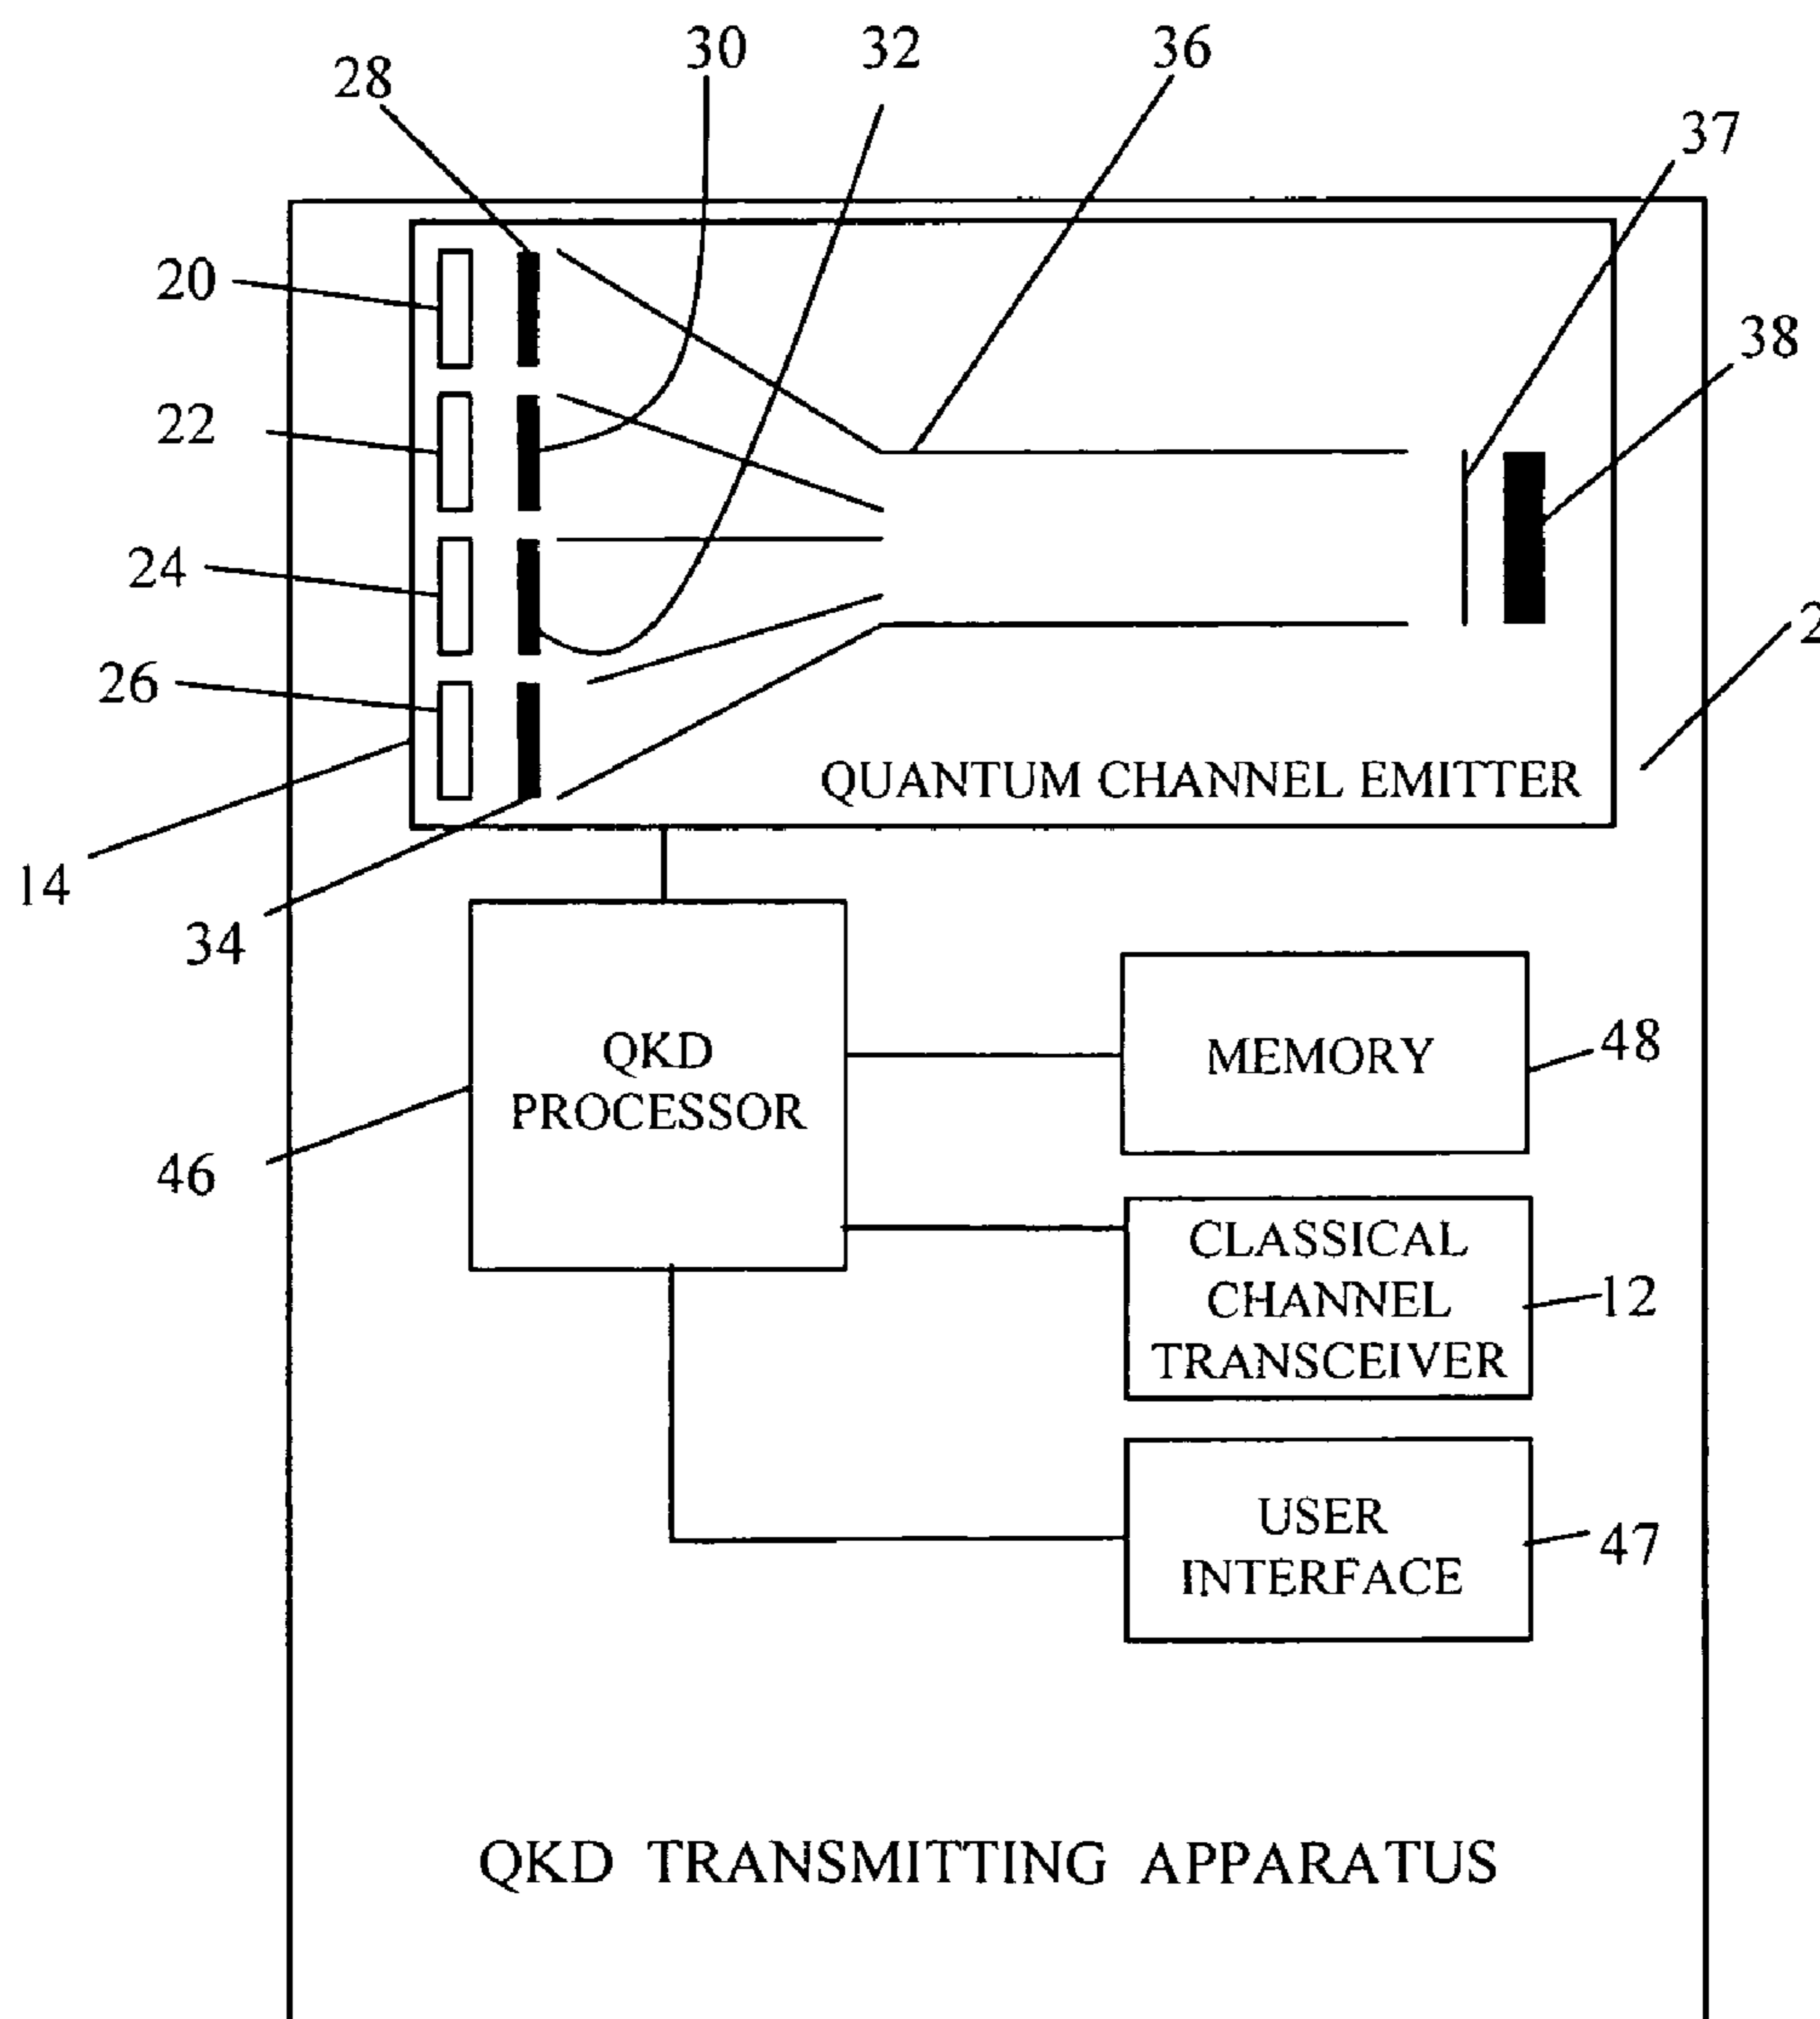 30 32 36
28
37
20
38
22
24
2
26
QUANTUM CHANNEL EMITTER
14
34
QKD
PROCESSOR
MEMORY
48
46
CLASSICAL
CHANNEL
TRANSCEIVER
12
USER
INTERFACE
47
QKD TRANSMITTING APPARATUS